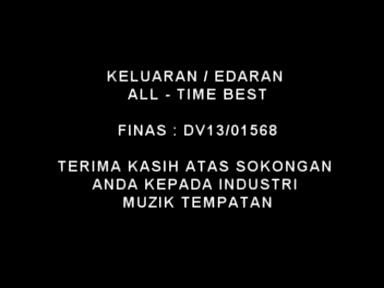 KELUARAN / EDARAN
ALL - TIME BEST
FINAS : DV13/01568
TERIMA KASIH ATAS SOKONGAN
ANDA KEPADA INDUSTRI
MUZIK TEMPATAN